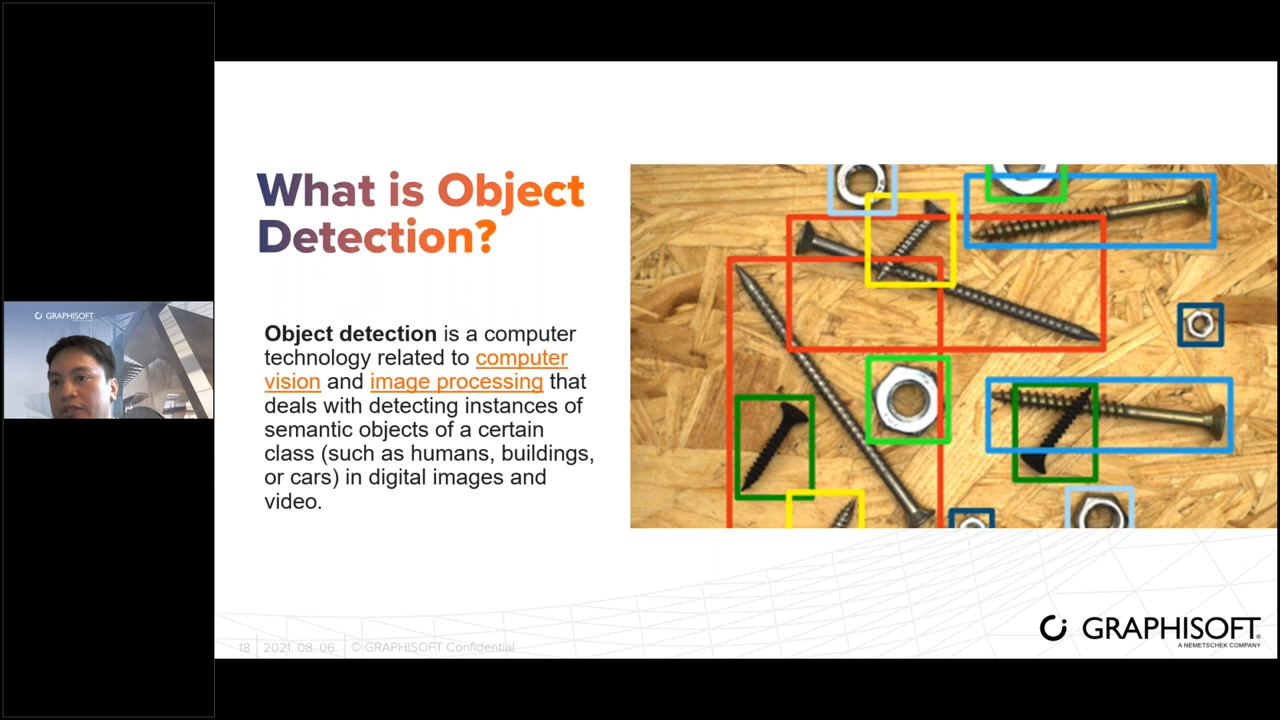 GRAPHISOFT
What is Object
Detection?
Object detection is a computer
technology related to computer
vision and image processing that
deals with detecting instances of
semantic objects of a certain
class (such as humans, buildings,
or cars) in digital images and
video.
18 2021. 08. 06. © GRAPHISOFT Confidential
GRAPHISOFT®
A NEMETSCHEK COMPANY